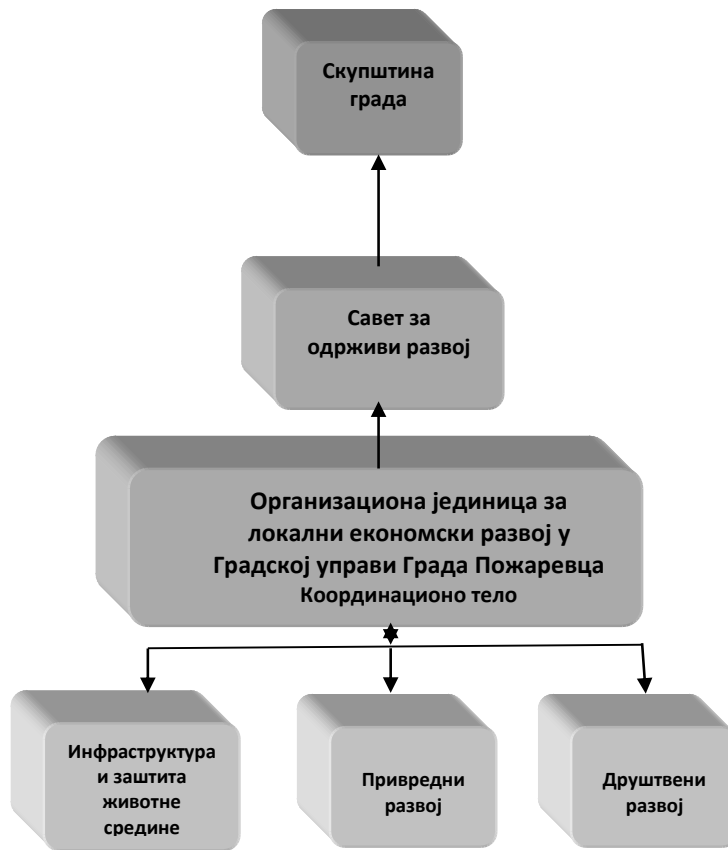 Скупштина
града
Савет за
одрживи развој
Организациона јединица за
локални економски развој у
Градској управи Града Пожаревца
Координационо тело
Инфраструктура
и заштита
животне
средине
Привредни
развој
Друштвени
развој